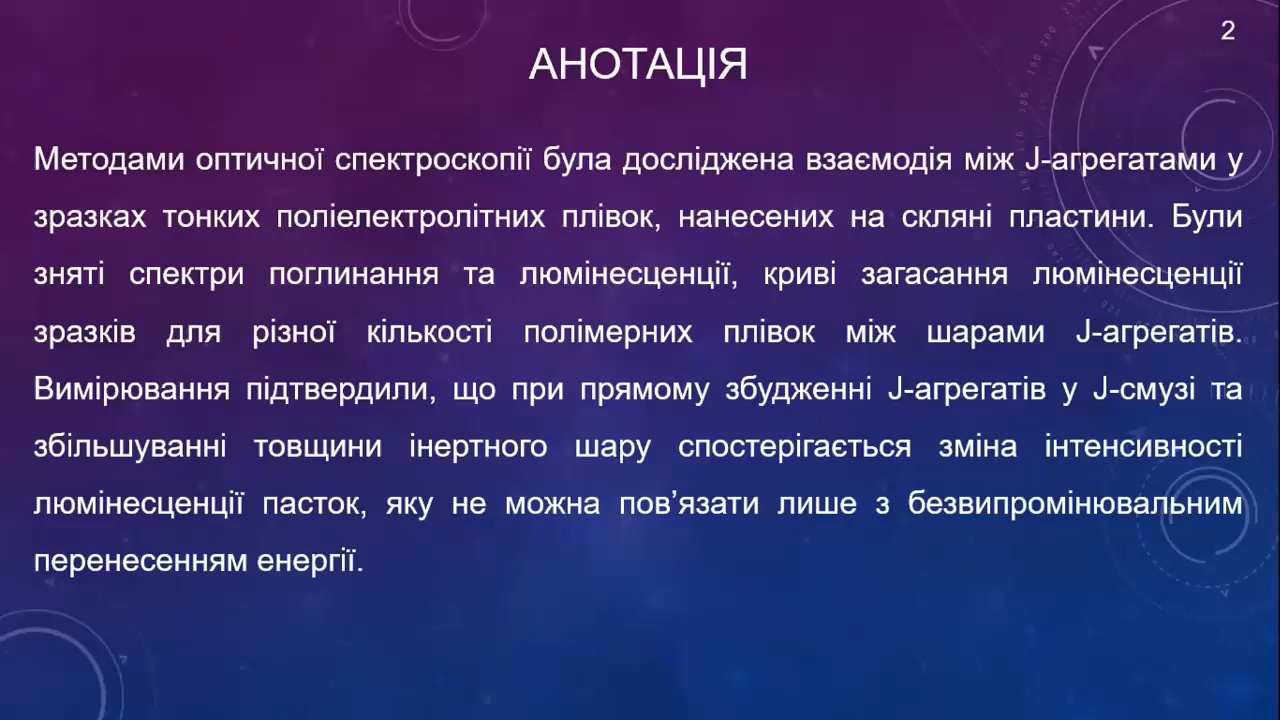 2
АНОТАЦІЯ
Методами оптичної спектроскопії була досліджена взаємодія між J-агрегатами у
зразках тонких поліелектролітних плівок, нанесених на скляні пластини. Були
зняті спектри поглинання та люмінесценції, криві загасання люмінесценції
зразків для різної кількості полімерних плівок між шарами J-агрегатів.
Вимірювання підтвердили, що при прямому збудженні J-агрегатів у J-смузі та
збільшуванні товщини інертного шару спостерігається зміна інтенсивності
люмінесценції пасток, яку не можна пов’язати лише з безвипромінювальним
перенесенням енергії.